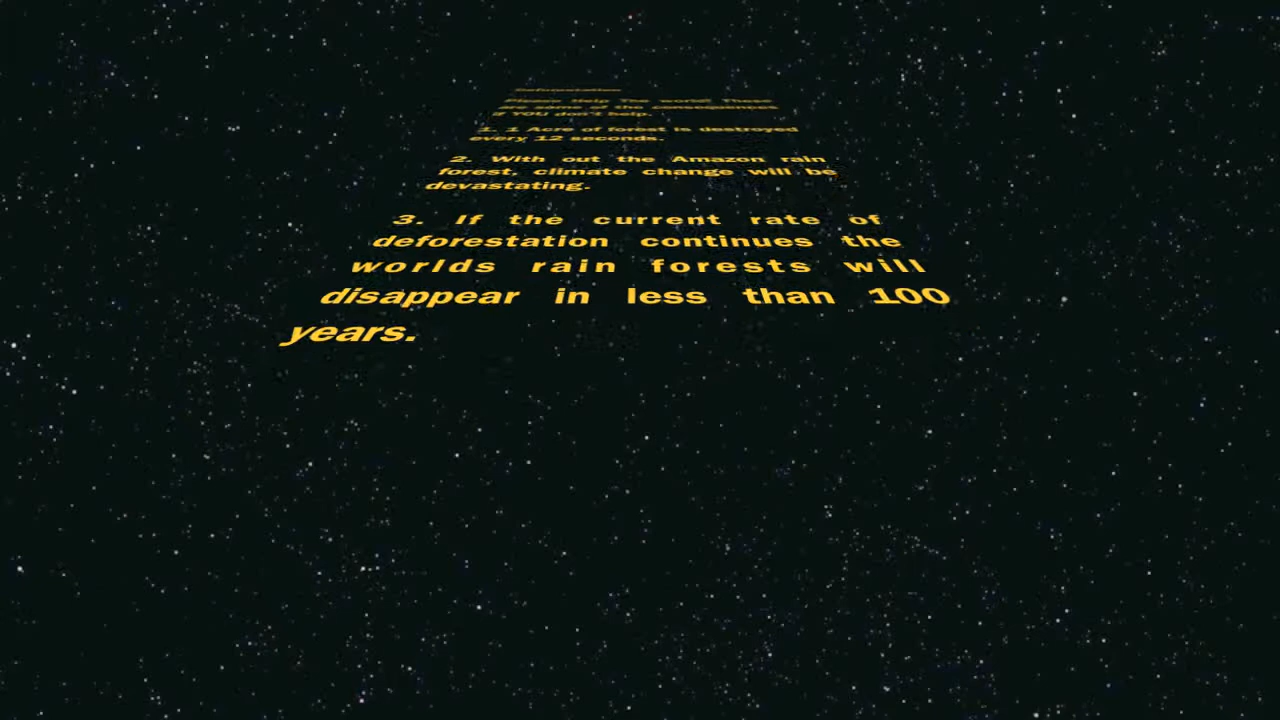 Deforestation
Please Help The world! These
are some of the consequences
if YOU don't help.
1. 1 Acre of forest is destroyed
every 12 seconds.
2. With out the Amazon rain
forest, climate change will be
devastating.
3. If the current rate of
deforestation continues the
worlds rain forests will
disappear in less than 100
years.